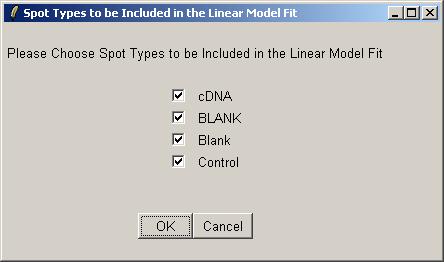 Spot Types to be Included in the Linear Model Fit
Please Choose Spot Types to be Included in the Linear Model Fit
cDNA
BLANK
Blank
Control
OK Cancel